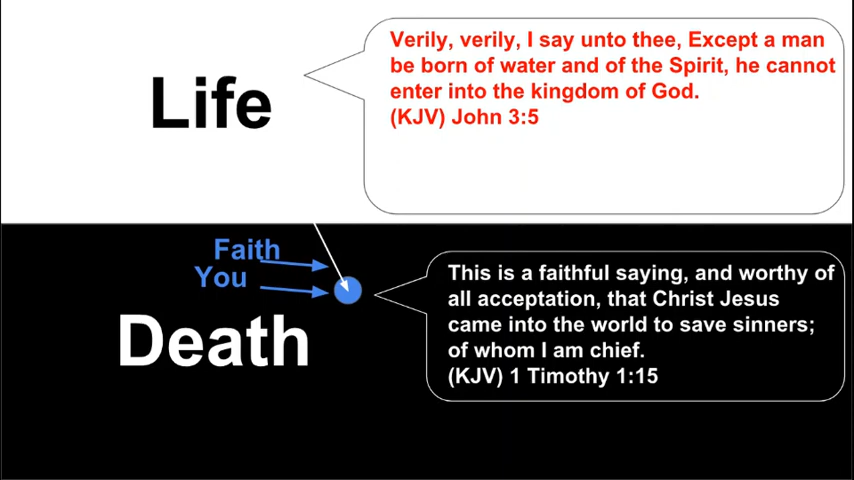 Life
Verily, verily, I say unto thee, Except a man
be born of water and of the Spirit, he cannot
enter into the kingdom of God.
(KJV) John 3:5
Faith
You
Death
This is a faithful saying, and worthy of
all acceptation, that Christ Jesus
came into the world to save sinners;
of whom I am chief.
(KJV) 1 Timothy 1:15